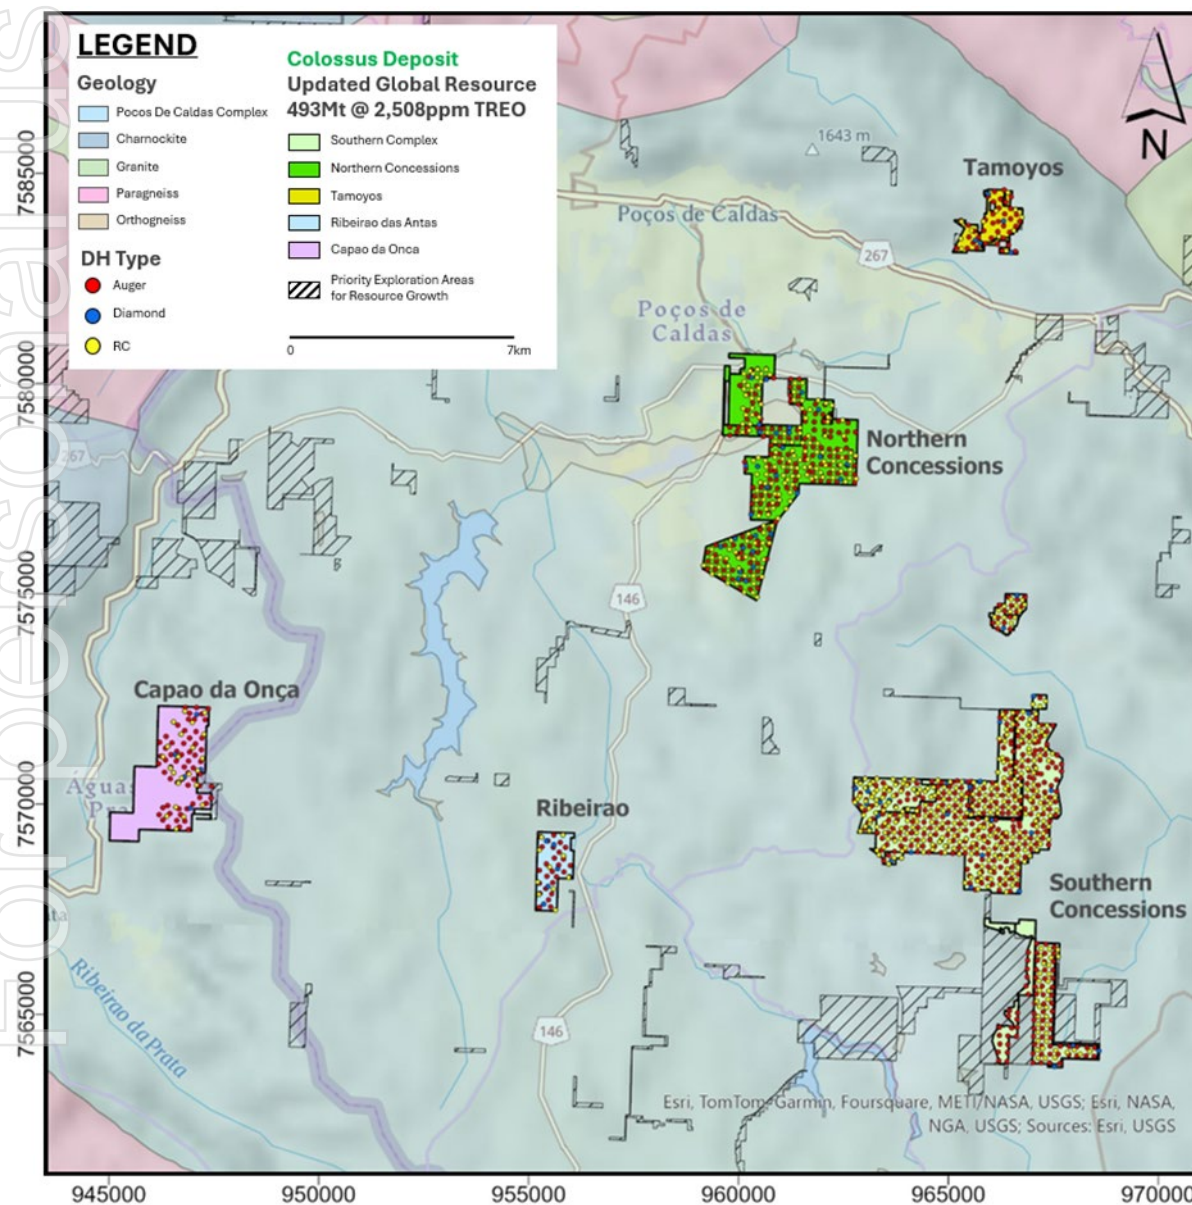 LEGEND
Geology
Pocos De Caldas Complex
Charnockite
Granite
Paragneiss
Orthogneiss
DH Type
Auger
Diamond
RC
Colossus Deposit
Updated Global Resource
493Mt @ 2,508ppm TREO
Southern Complex
Northern Concessions
Tamoyos
Ribeirao das Antas
Capao da Onca
Priority Exploration Areas
for Resource Growth
0
7km
N
1643 m
Tamoyos
Poços de Caldas
267
Poços de
Caldas
Northern
Concessions
267
146
Capao da Onça
Ribeirao
Southern
Concessions
146
Ribeirao da Prata
Esri, TomTom, Garmin, Foursquare, METI/NASA, USGS; Esri, NASA,
NGA, USGS; Sources: Esri, USGS
7585000
7580000
7575000
7570000
7565000
945000
950000
955000
960000
965000
970000
For personal use